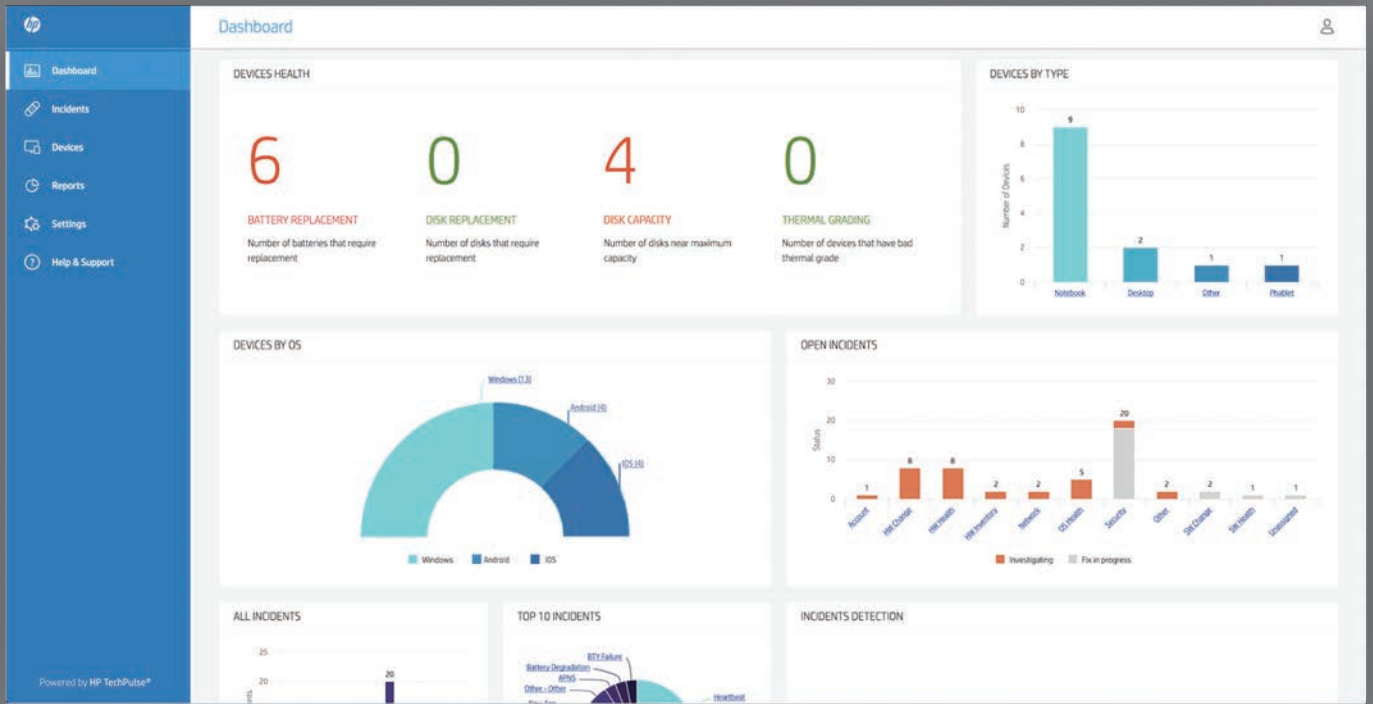 hp
Dashboard
Dashboard
Incidents
Devices
Reports
Settings
Help & Support
Powered by HP TechPulse®
DEVICES HEALTH
6
BATTERY REPLACEMENT
Number of batteries that require
replacement
0
DISK REPLACEMENT
Number of disks that require
replacement
4
DISK CAPACITY
Number of disks near maximum
capacity
0
THERMAL GRADING
Number of devices that have bad
thermal grade
DEVICES BY TYPE
Number of Devices
10
8
6
4
2
0
9
2
1
1
Notebook
Desktop
Other
Phablet
DEVICES BY OS
Windows (13)
Android (4)
IOS (4)
Windows
Android
IOS
OPEN INCIDENTS
Status
30
20
10
0
1
8
8
2
2
5
20
2
2
1
1
Account
HW Change
HW Health
HW Inventory
Network
OS Health
Security
Other
SW Change
SW Health
Unassigned
Investigating
Fix in progress
ALL INCIDENTS
25
20
20
TOP 10 INCIDENTS
BTY Failure
Battery Degradation
APNS
Other - Other
Heartbeat
INCIDENTS DETECTION